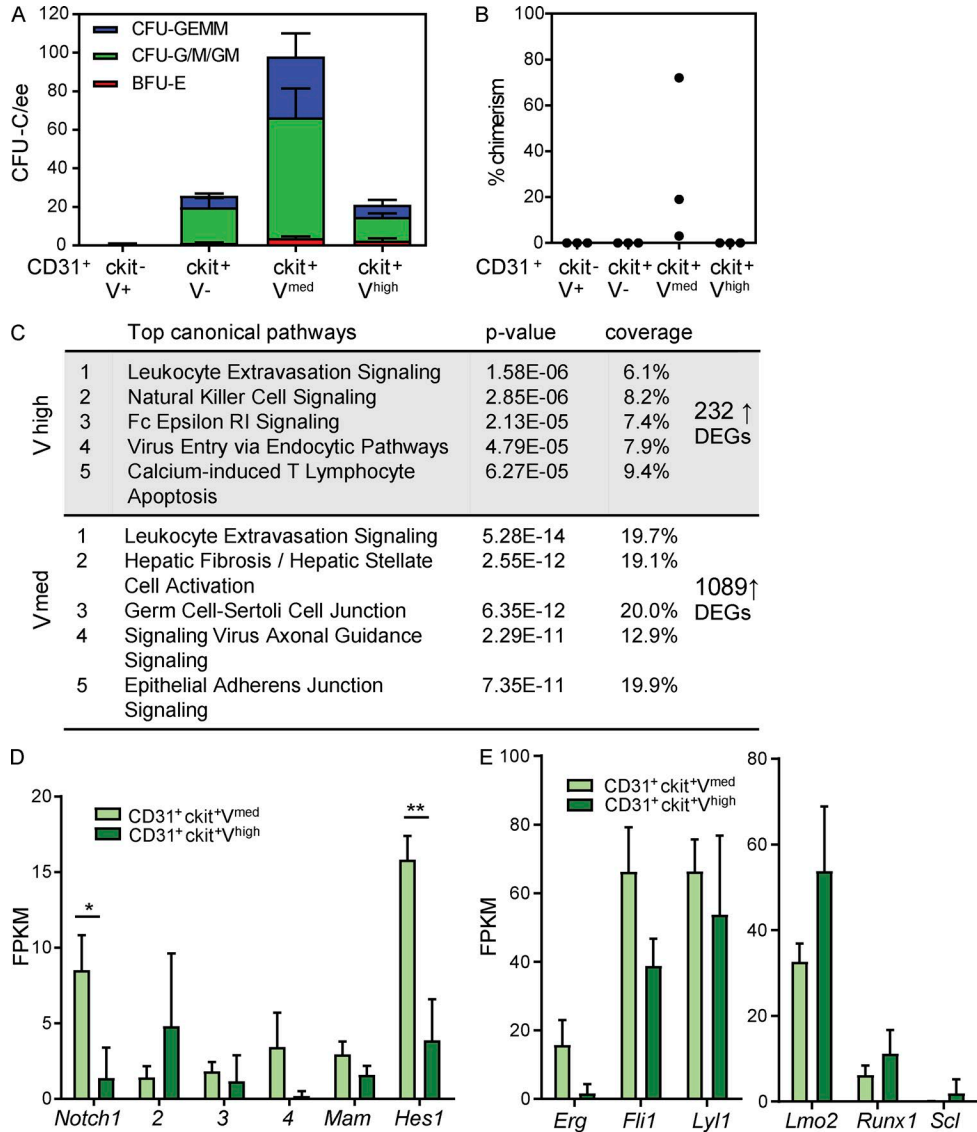 A
CFU-GEMM
CFU-G/M/GM
BFU-E
CFU-C/ee
120
100
80
60
40
20
0
CD31+ ckit- ckit+ ckit+ ckit+
V+ V- Vmed Vhigh
B
% chimerism
100
80
60
40
20
0
CD31+ ckit- ckit+ ckit+ ckit+
V+ V- Vmed Vhigh
C
Top canonical pathways p-value coverage
V high
1 Leukocyte Extravasation Signaling 1.58E-06 6.1%
2 Natural Killer Cell Signaling 2.85E-06 8.2%
3 Fc Epsilon RI Signaling 2.13E-05 7.4%
4 Virus Entry via Endocytic Pathways 4.79E-05 7.9%
5 Calcium-induced T Lymphocyte 6.27E-05 9.4%
Apoptosis
232 ↑
DEGs
Vmed
1 Leukocyte Extravasation Signaling 5.28E-14 19.7%
2 Hepatic Fibrosis / Hepatic Stellate 2.55E-12 19.1%
Cell Activation
3 Germ Cell-Sertoli Cell Junction 6.35E-12 20.0%
4 Signaling Virus Axonal Guidance 2.29E-11 12.9%
Signaling
5 Epithelial Adherens Junction 7.35E-11 19.9%
Signaling
1089↑
DEGs
D
CD31+ ckit+Vmed
CD31+ ckit+Vhigh
FPKM
20
15
10
5
0
*
**
Notch1 2 3 4 Mam Hes1
E
CD31+ ckit+Vmed
CD31+ ckit+Vhigh
FPKM
100
80
60
40
20
0
Erg Fli1 Lyl1
80
60
40
20
0
Lmo2 Runx1 Scl